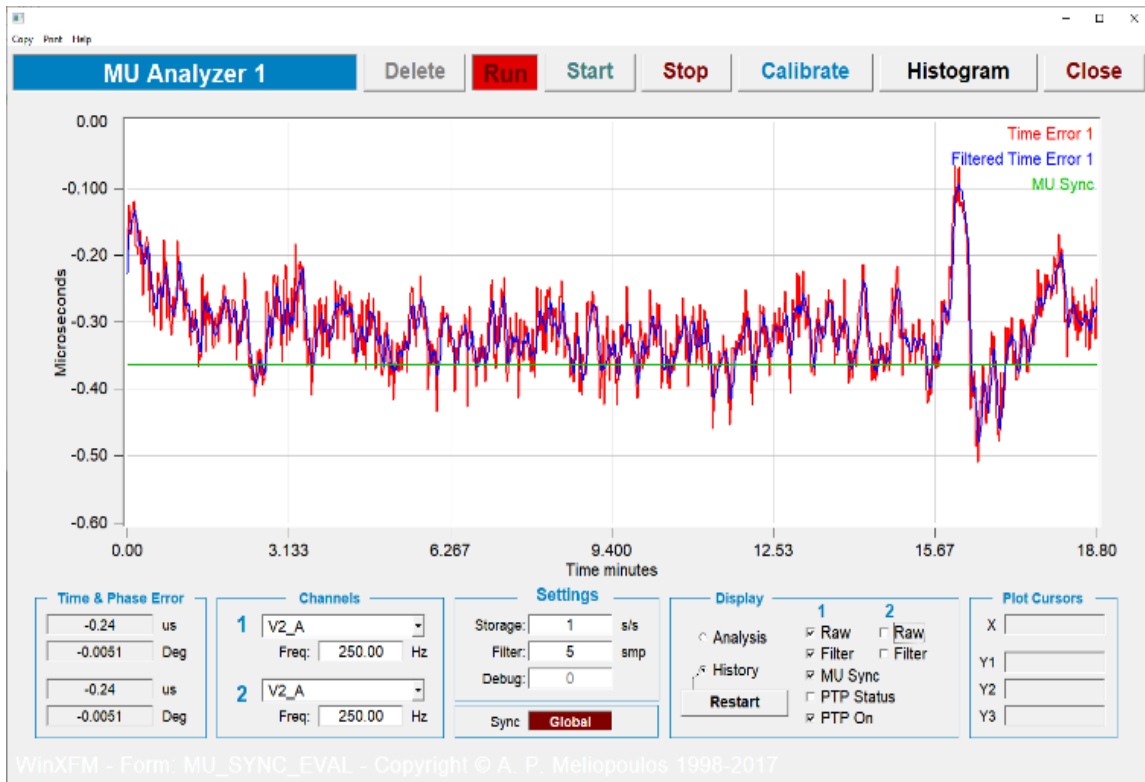 Copy Print Help
MU Analyzer 1 Delete Run Start Stop Calibrate Histogram Close
0.00
-0.100
-0.20
-0.30
-0.40
-0.50
-0.60
Microseconds
Time Error 1
Filtered Time Error 1
MU Sync
0.00 3.133 6.267 9.400 12.53 15.67 18.80
Time minutes
Time & Phase Error
-0.24 us
-0.0051 Deg
-0.24 us
-0.0051 Deg
Channels
1 V2_A
Freq: 250.00 Hz
2 V2_A
Freq: 250.00 Hz
Settings
Storage: 1 s/s
Filter: 5 smp
Debug: 0
Sync Global
Display
1 2
Analysis
History
Restart
Raw Raw
Filter Filter
MU Sync
PTP Status
PTP On
Plot Cursors
X
Y1
Y2
Y3
WinXFM - Form: MU_SYNC_EVAL - Copyright © A. P. Meliopoulos 1998-2017